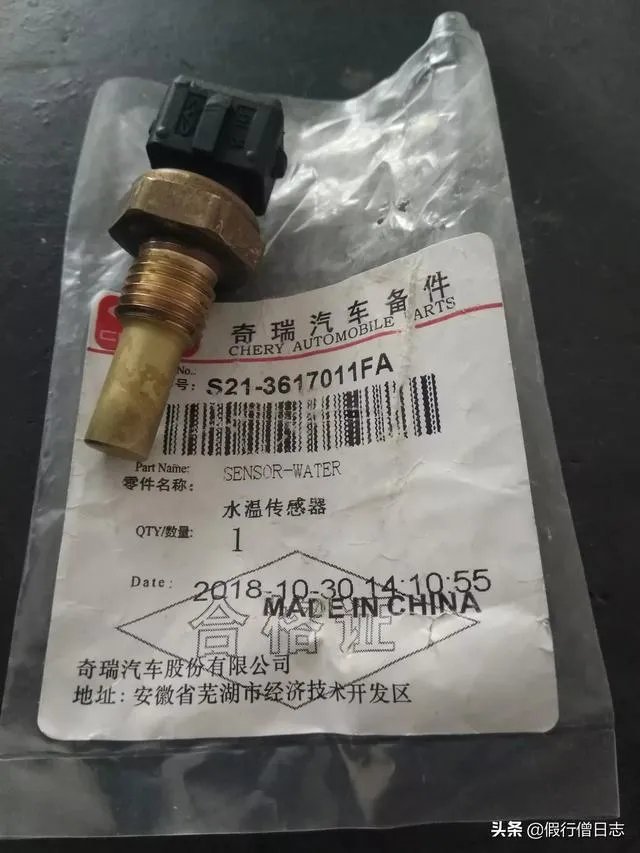 奇瑞汽车备件
CHERY AUTOMOBILE PARTS
No..
号: S21-3617011FA
Part Name: SENSOR-WATER
零件名称: 水温传感器
QTY/数量: 1
Date: 2018-10-30 14:10:55
MADE IN CHINA
合格证
奇瑞汽车股份有限公司
地址: 安徽省芜湖市经济技术开发区
头条 @假行僧日志